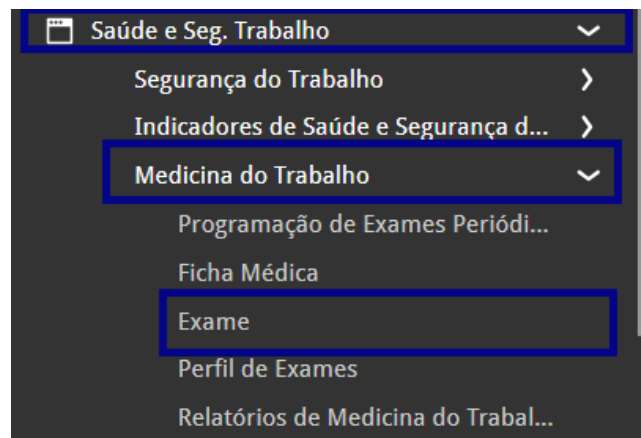 Saúde e Seg. Trabalho
Segurança do Trabalho
Indicadores de Saúde e Segurança d...
Medicina do Trabalho
Programação de Exames Periódi...
Ficha Médica
Exame
Perfil de Exames
Relatórios de Medicina do Trabal...